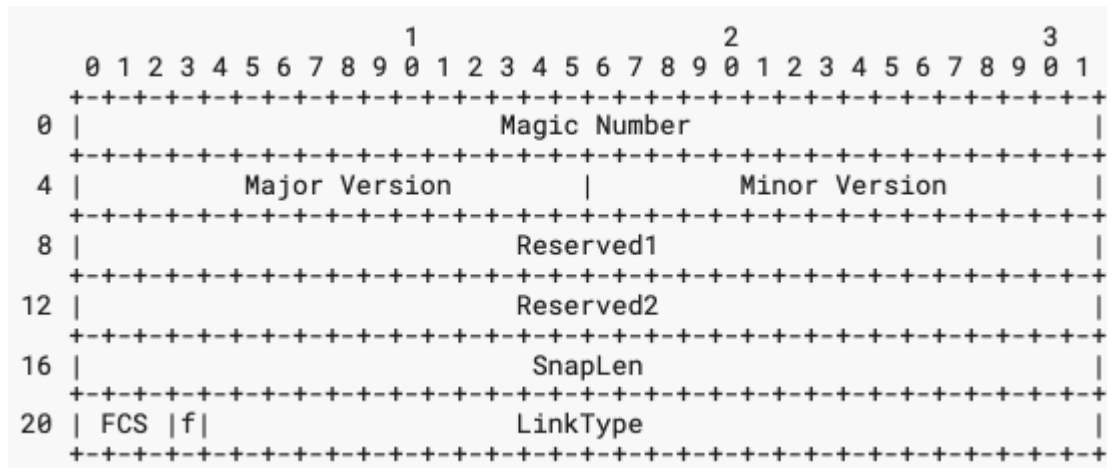 1 2 3
0 1 2 3 4 5 6 7 8 9 0 1 2 3 4 5 6 7 8 9 0 1 2 3 4 5 6 7 8 9 0 1
+-+-+-+-+-+-+-+-+-+-+-+-+-+-+-+-+-+-+-+-+-+-+-+-+-+-+-+-+-+-+-+-+
0 | Magic Number |
+-+-+-+-+-+-+-+-+-+-+-+-+-+-+-+-+-+-+-+-+-+-+-+-+-+-+-+-+-+-+-+-+
4 | Major Version | Minor Version |
+-+-+-+-+-+-+-+-+-+-+-+-+-+-+-+-+-+-+-+-+-+-+-+-+-+-+-+-+-+-+-+-+
8 | Reserved1 |
+-+-+-+-+-+-+-+-+-+-+-+-+-+-+-+-+-+-+-+-+-+-+-+-+-+-+-+-+-+-+-+-+
12 | Reserved2 |
+-+-+-+-+-+-+-+-+-+-+-+-+-+-+-+-+-+-+-+-+-+-+-+-+-+-+-+-+-+-+-+-+
16 | SnapLen |
+-+-+-+-+-+-+-+-+-+-+-+-+-+-+-+-+-+-+-+-+-+-+-+-+-+-+-+-+-+-+-+-+
20 | FCS |f| LinkType |
+-+-+-+-+-+-+-+-+-+-+-+-+-+-+-+-+-+-+-+-+-+-+-+-+-+-+-+-+-+-+-+-+